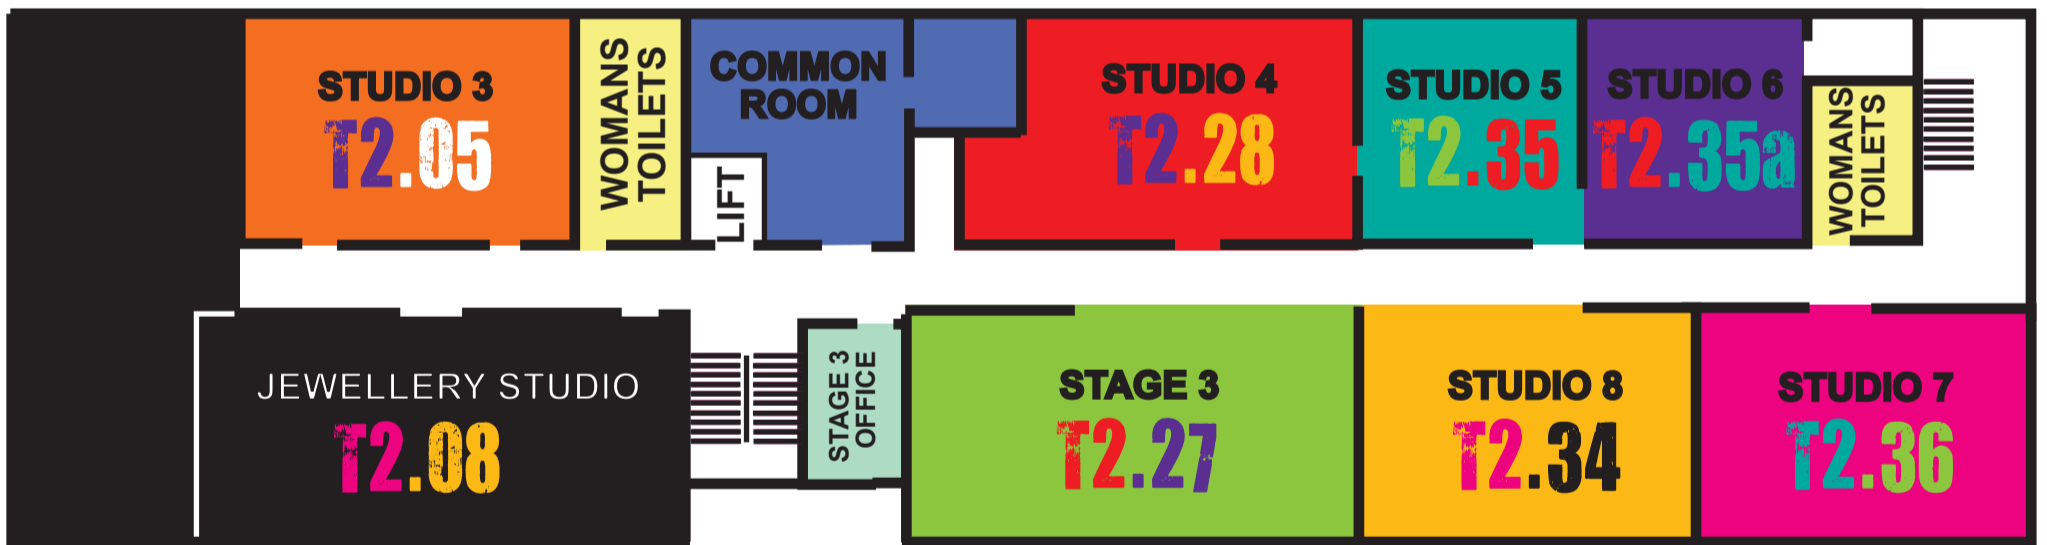 STUDIO 3
T2.05
WOMANS
TOILETS
COMMON
ROOM
LIFT
STUDIO 4
T2.28
STUDIO 5
T2.35
STUDIO 6
T2.35a
WOMANS
TOILETS
JEWELLERY STUDIO
T2.08
STAGE 3
OFFICE
STAGE 3
T2.27
STUDIO 8
T2.34
STUDIO 7
T2.36